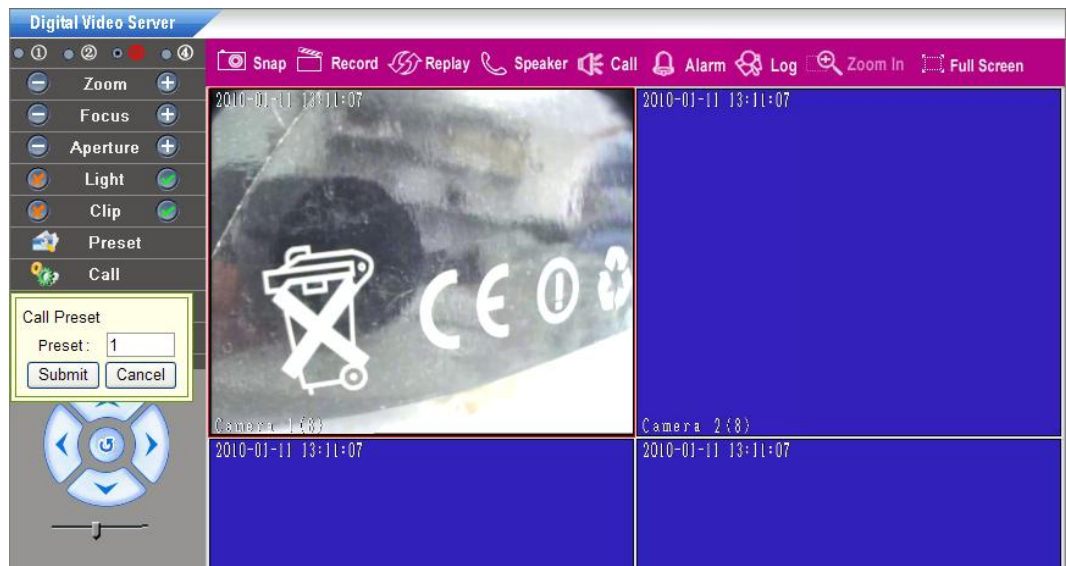 Digital Video Server
① ② ④
Snap Record Replay Speaker Call Alarm Log Zoom In Full Screen
Zoom
Focus
Aperture
Light
Clip
Preset
Call
Call Preset
Preset: 1
Submit Cancel
2010-01-11 13:11:07
CE
Camera 1(8)
2010-01-11 13:11:07
Camera 2(8)
2010-01-11 13:11:07
2010-01-11 13:11:07